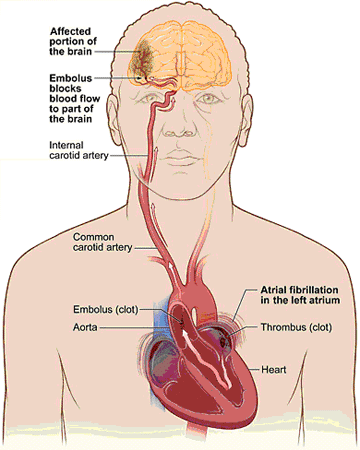 Affected
portion of
the brain
Embolus
blocks
blood flow
to part of
the brain
Internal
carotid artery
Common
carotid artery
Atrial fibrillation
in the left atrium
Embolus (clot)
Thrombus (clot)
Aorta
Heart